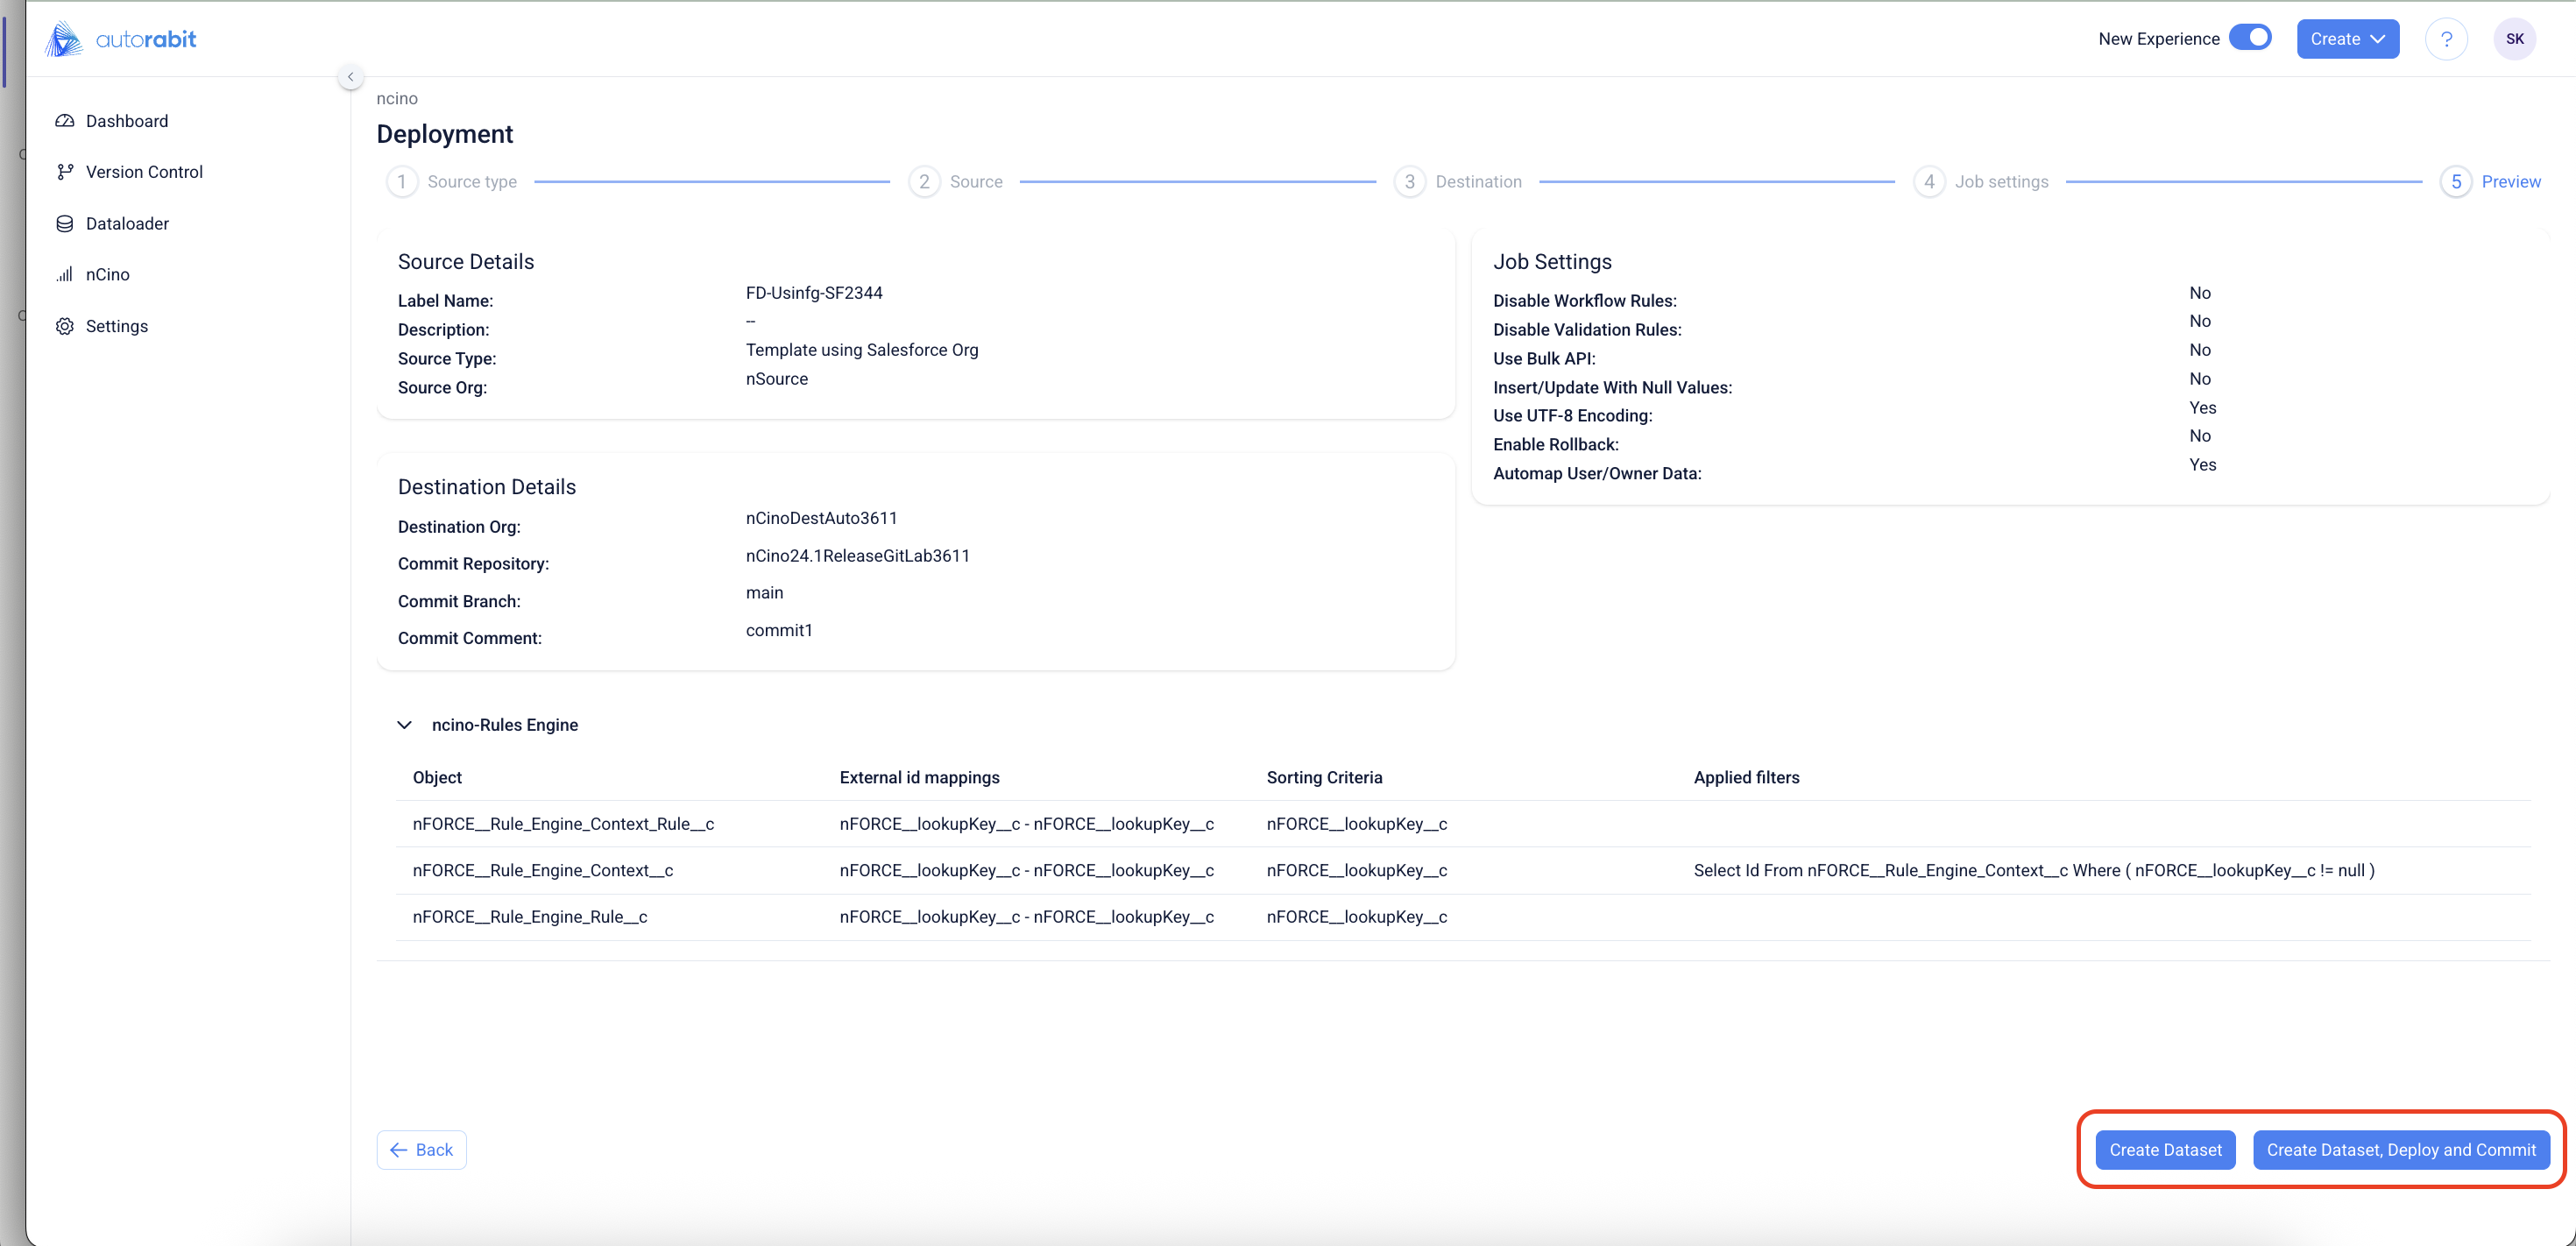 autorabit
New Experience
Create
?
SK
Dashboard
Version Control
Dataloader
nCino
Settings
ncino
Deployment
1 Source type
2 Source
3 Destination
4 Job settings
5 Preview
Source Details
Label Name: FD-Usinfg-SF2344
Description: --
Source Type: Template using Salesforce Org
Source Org: nSource
Job Settings
Disable Workflow Rules: No
Disable Validation Rules: No
Use Bulk API: No
Insert/Update With Null Values: No
Use UTF-8 Encoding: Yes
Enable Rollback: No
Automap User/Owner Data: Yes
Destination Details
Destination Org: nCinoDestAuto3611
Commit Repository: nCino24.1ReleaseGitLab3611
Commit Branch: main
Commit Comment: commit1
ncino-Rules Engine
Object External id mappings Sorting Criteria Applied filters
nFORCE__Rule_Engine_Context_Rule__c nFORCE__lookupKey__c - nFORCE__lookupKey__c nFORCE__lookupKey__c
nFORCE__Rule_Engine_Context__c nFORCE__lookupKey__c - nFORCE__lookupKey__c nFORCE__lookupKey__c Select Id From nFORCE__Rule_Engine_Context__c Where ( nFORCE__lookupKey__c != null )
nFORCE__Rule_Engine_Rule__c nFORCE__lookupKey__c - nFORCE__lookupKey__c nFORCE__lookupKey__c
Back
Create Dataset
Create Dataset, Deploy and Commit